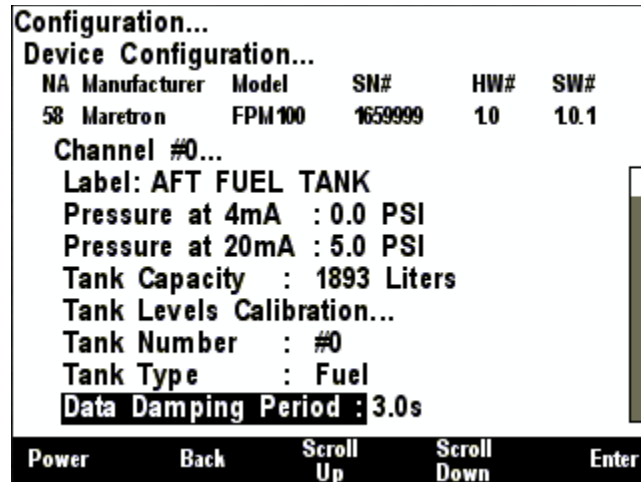 Configuration...
Device Configuration...
NA Manufacturer Model SN# HW# SW#
58 Maretron FPM100 1659999 1.0 1.0.1
Channel #0...
Label: AFT FUEL TANK
Pressure at 4mA : 0.0 PSI
Pressure at 20mA : 5.0 PSI
Tank Capacity : 1893 Liters
Tank Levels Calibration...
Tank Number : #0
Tank Type : Fuel
Data Damping Period : 3.0s
Power Back Scroll Up Scroll Down Enter